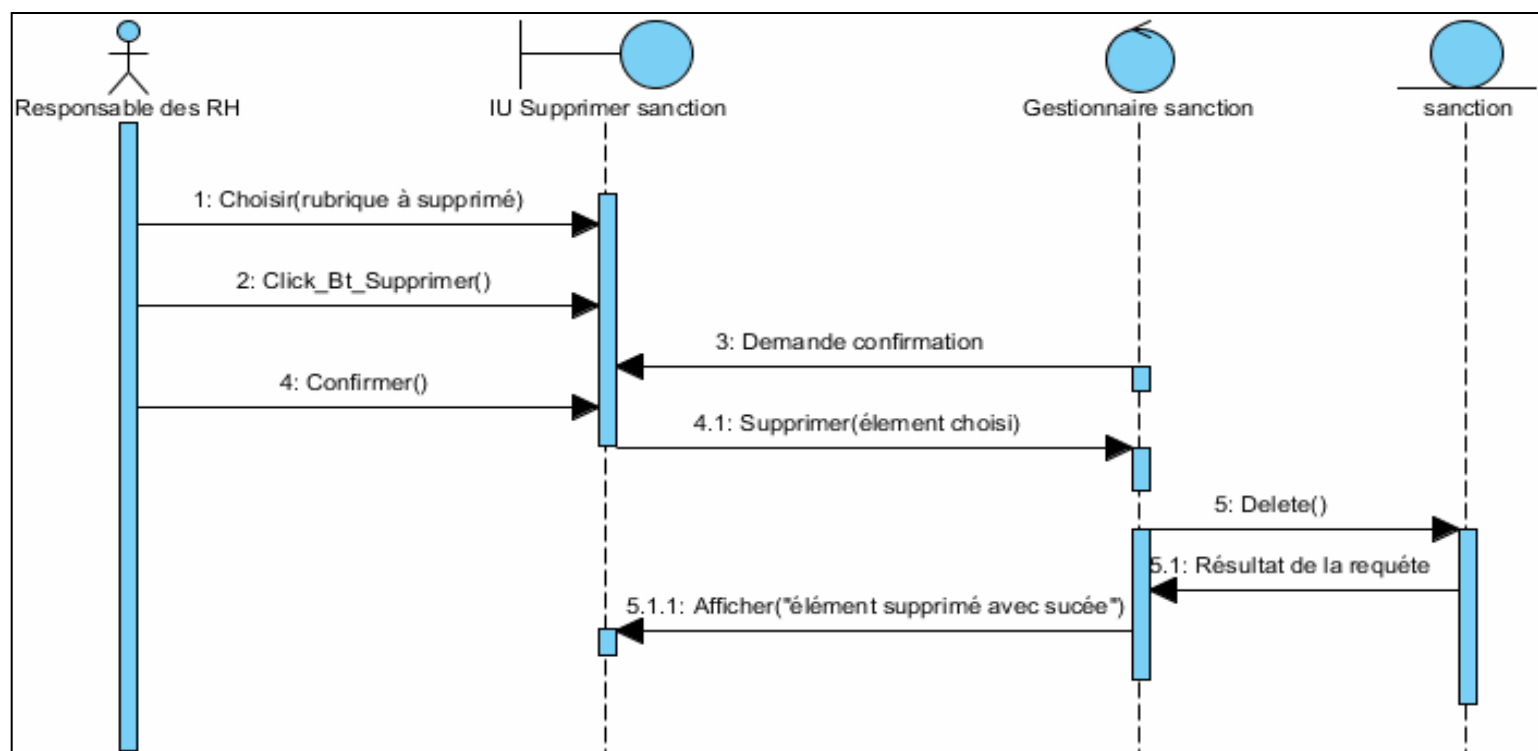 Responsable des RH
IU Supprimer sanction
Gestionnaire sanction
sanction
1: Choisir(rubrique à supprimé)
2: Click_Bt_Supprimer()
3: Demande confirmation
4: Confirmer()
4.1: Supprimer(élement choisi)
5: Delete()
5.1: Résultat de la requéte
5.1.1: Afficher("élément supprimé avec sucée")